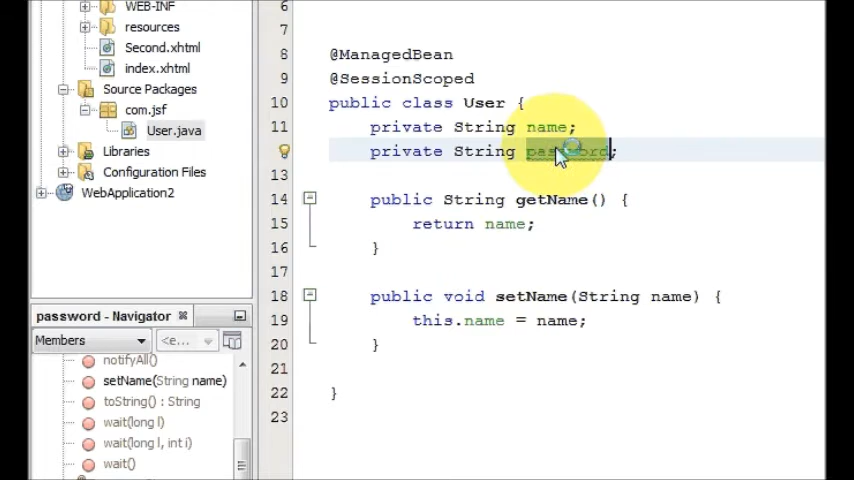 WEB-INF
resources
Second.xhtml
index.xhtml
Source Packages
com.jsf
User.java
Libraries
Configuration Files
WebApplication2
password - Navigator
Members
<e...
notifyAll()
setName(String name)
toString() : String
wait(long l)
wait(long l, int i)
wait()
6
7
8 @ManagedBean
9 @SessionScoped
10 public class User {
11 private String name;
private String password;
13
14 public String getName() {
15 return name;
16 }
17
18 public void setName(String name) {
19 this.name = name;
20 }
21
22 }
23